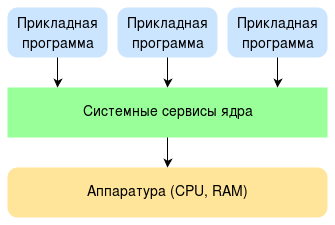 Прикладная
программа
Прикладная
программа
Прикладная
программа
Системные сервисы ядра
Аппаратура (CPU, RAM)